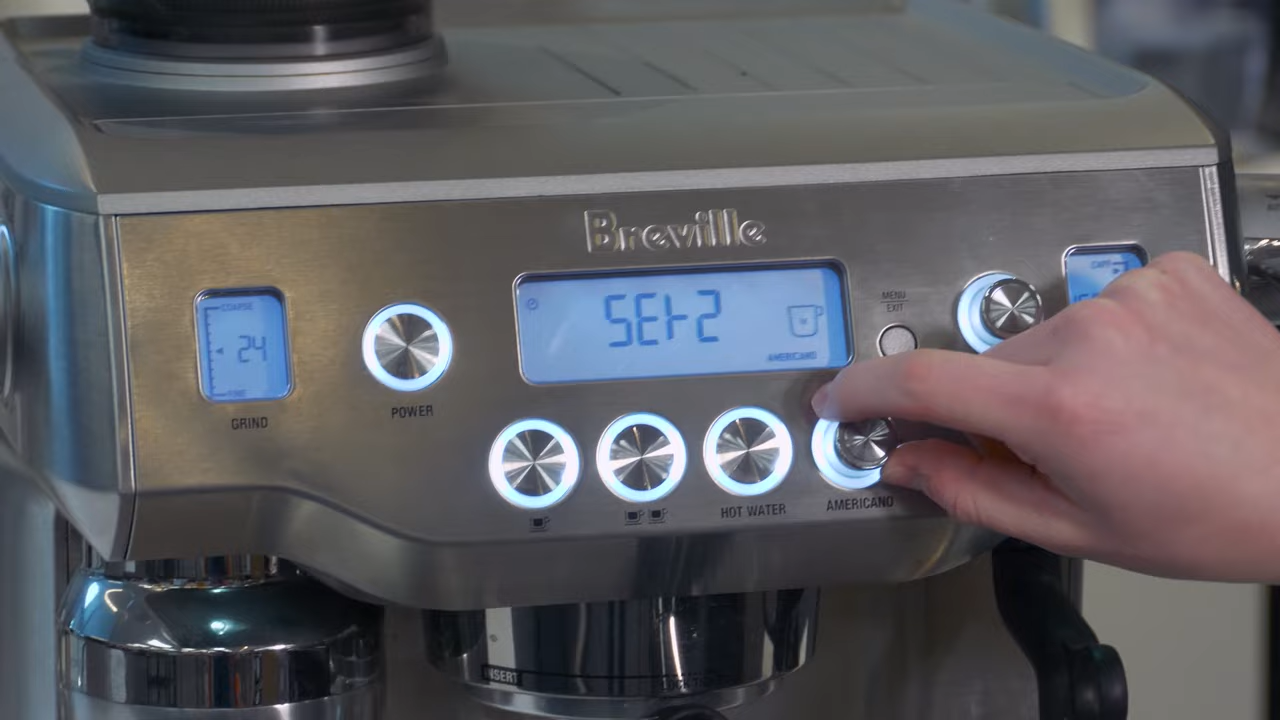 Breville
COARSE
24
FINE
GRIND
POWER
SEt2
AMERICANO
MENU
EXIT
HOT WATER
AMERICANO
INSERT